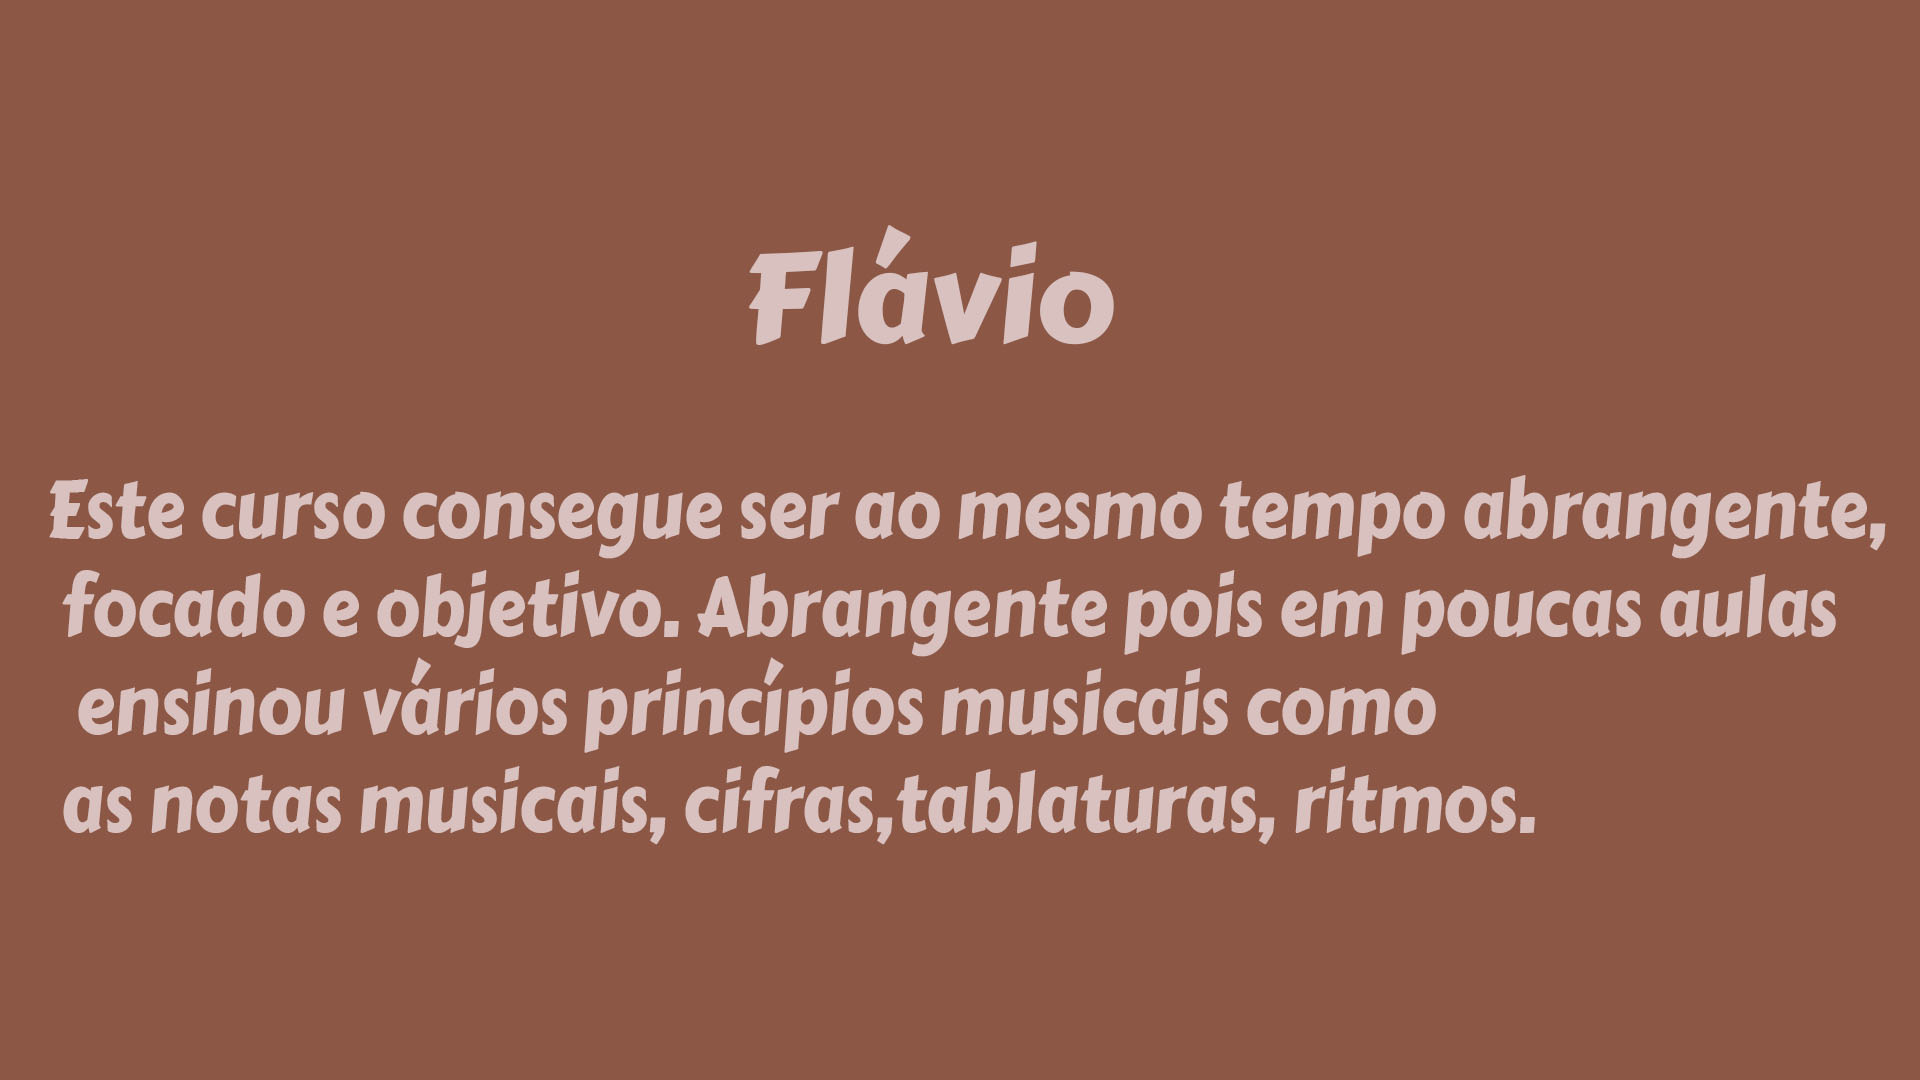 Flávio
Este curso consegue ser ao mesmo tempo abrangente,
focado e objetivo. Abrangente pois em poucas aulas
ensinou vários princípios musicais como
as notas musicais, cifras,tablaturas, ritmos.